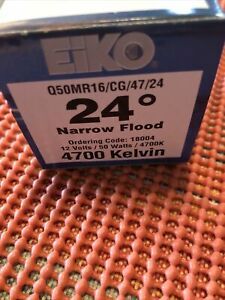 EiKO
Q50MR16/CG/47/24
24°
Narrow Flood
Ordering Code: 18004
12 Volts / 50 Watts / 4700K
4700 Kelvin